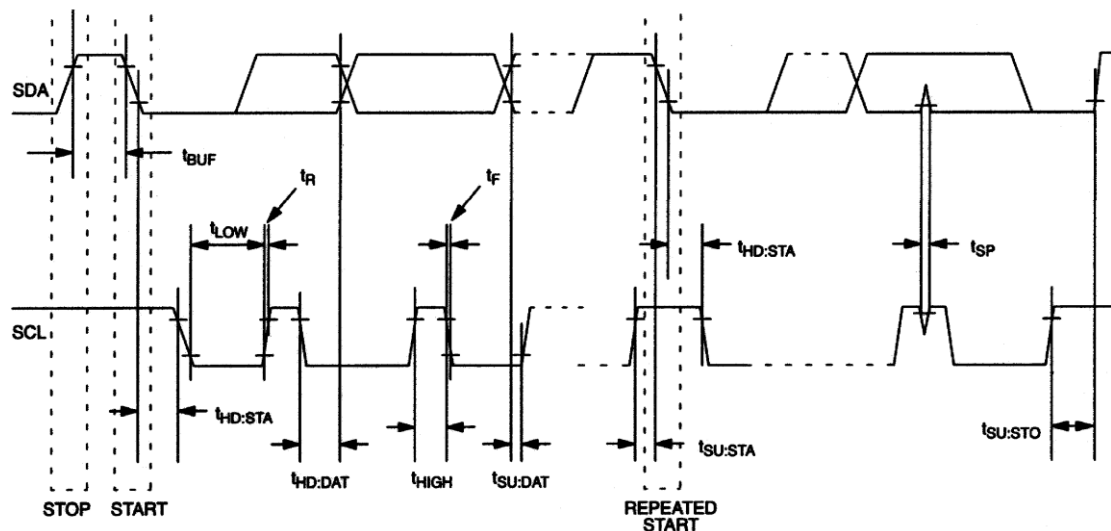 SDA
tBUF
tR
tF
tLOW
tHD:STA
tSP
SCL
tHD:STA
tSU:STA
tSU:STO
tHD:DAT
tHIGH
tSU:DAT
STOP
START
REPEATED
START